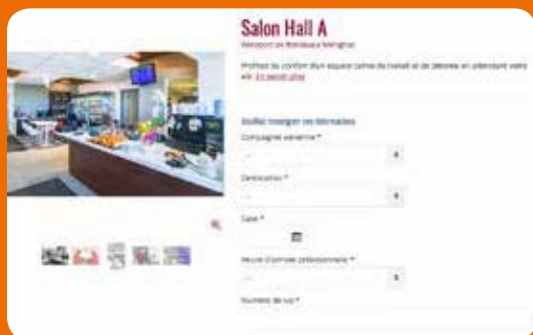 Salon Hall A
Aéroport de Bordeaux Mérignac
Profitez du confort d'un espace calme de travail et de détente en attendant votre
vol. En savoir plus
Veuillez renseigner ces informations
Compagnie aérienne *
Destination *
Date *
Heure d'arrivée prévisionnelle *
Numéro de vol *